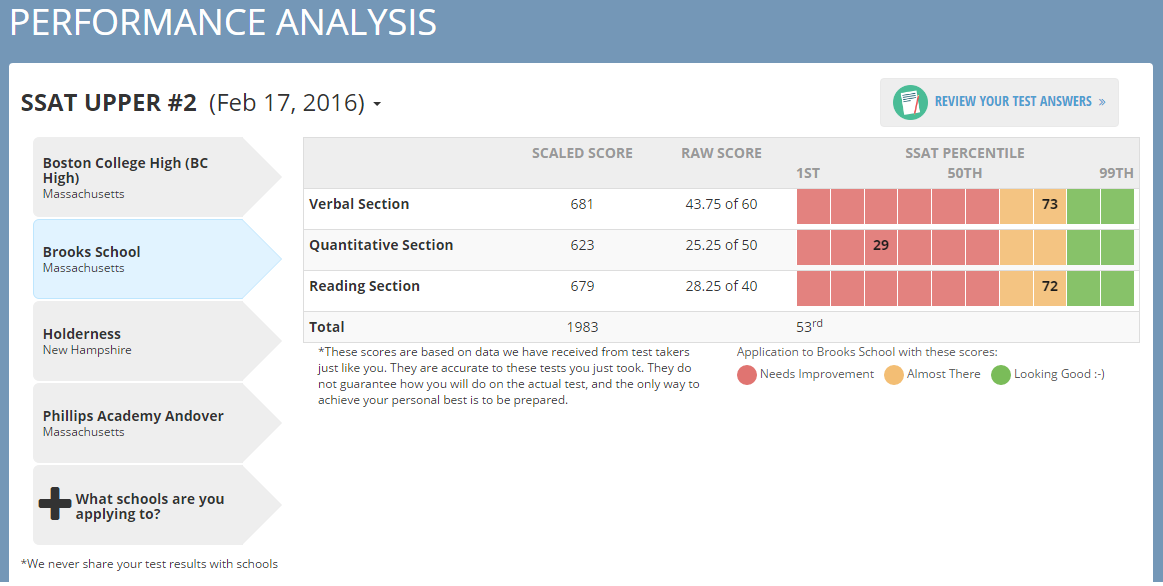 PERFORMANCE ANALYSIS
SSAT UPPER #2 (Feb 17, 2016)
REVIEW YOUR TEST ANSWERS »
Boston College High (BC
High)
Massachusetts
Brooks School
Massachusetts
Holderness
New Hampshire
Phillips Academy Andover
Massachusetts
What schools are you
applying to?
*We never share your test results with schools
SCALED SCORE RAW SCORE SSAT PERCENTILE
1ST 50TH 99TH
Verbal Section 681 43.75 of 60 73
Quantitative Section 623 25.25 of 50 29
Reading Section 679 28.25 of 40 72
Total 1983 53rd
*These scores are based on data we have received from test takers
just like you. They are accurate to these tests you just took. They do
not guarantee how you will do on the actual test, and the only way to
achieve your personal best is to be prepared.
Application to Brooks School with these scores:
Needs Improvement Almost There Looking Good :-)